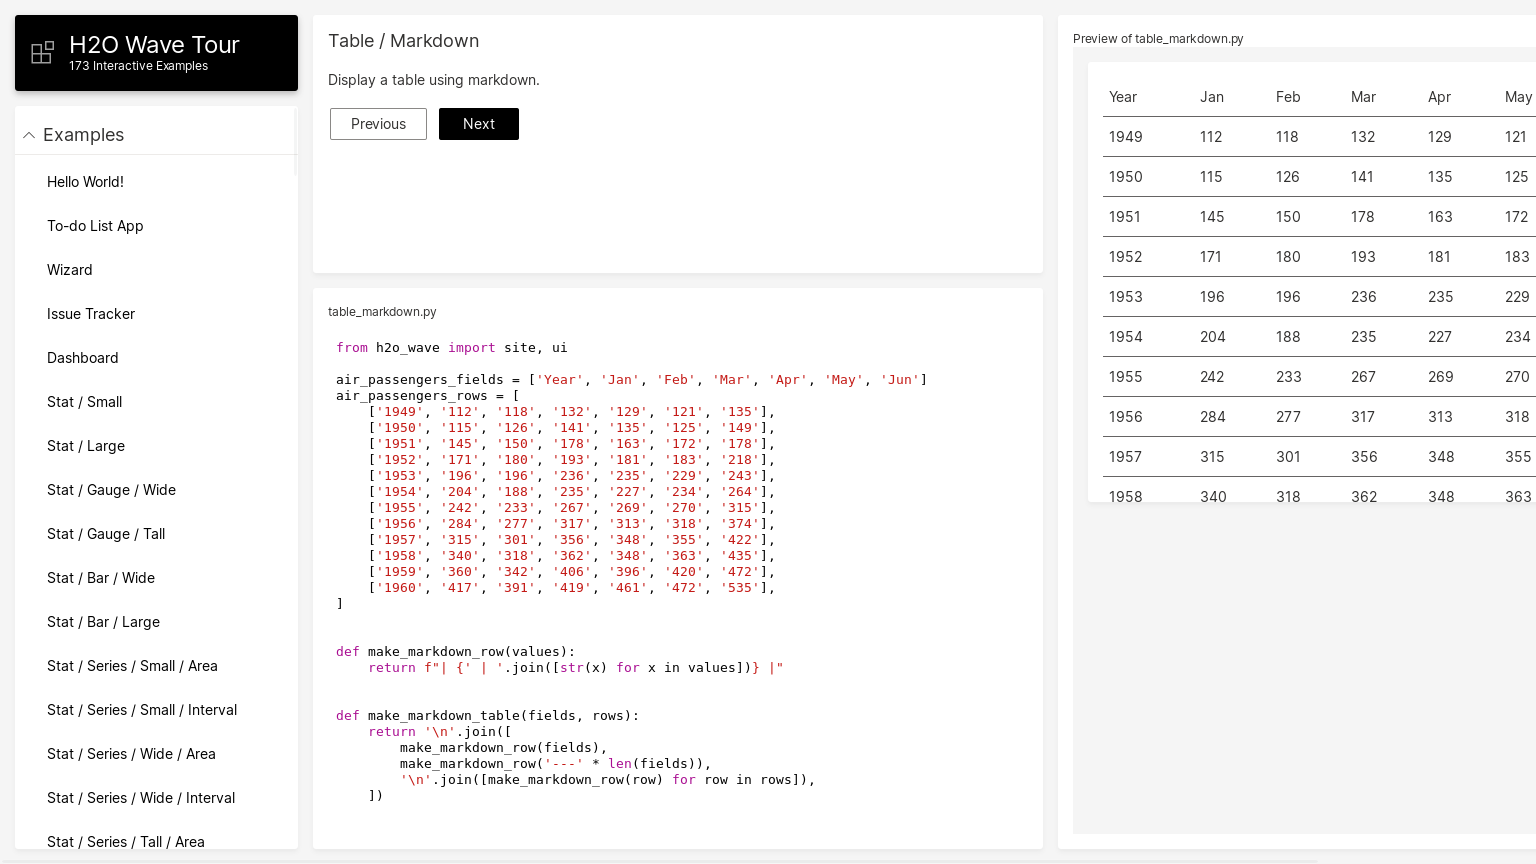 H2O Wave Tour
173 Interactive Examples
Examples
Hello World!
To-do List App
Wizard
Issue Tracker
Dashboard
Stat / Small
Stat / Large
Stat / Gauge / Wide
Stat / Gauge / Tall
Stat / Bar / Wide
Stat / Bar / Large
Stat / Series / Small / Area
Stat / Series / Small / Interval
Stat / Series / Wide / Area
Stat / Series / Wide / Interval
Stat / Series / Tall / Area
Table / Markdown
Display a table using markdown.
Previous Next
table_markdown.py
from h2o_wave import site, ui
air_passengers_fields = ['Year', 'Jan', 'Feb', 'Mar', 'Apr', 'May', 'Jun']
air_passengers_rows = [
    ['1949', '112', '118', '132', '129', '121', '135'],
    ['1950', '115', '126', '141', '135', '125', '149'],
    ['1951', '145', '150', '178', '163', '172', '178'],
    ['1952', '171', '180', '193', '181', '183', '218'],
    ['1953', '196', '196', '236', '235', '229', '243'],
    ['1954', '204', '188', '235', '227', '234', '264'],
    ['1955', '242', '233', '267', '269', '270', '315'],
    ['1956', '284', '277', '317', '313', '318', '374'],
    ['1957', '315', '301', '356', '348', '355', '422'],
    ['1958', '340', '318', '362', '348', '363', '435'],
    ['1959', '360', '342', '406', '396', '420', '472'],
    ['1960', '417', '391', '419', '461', '472', '535'],
]
def make_markdown_row(values):
    return f"| {' | '.join([str(x) for x in values])} |"
def make_markdown_table(fields, rows):
    return '\n'.join([
        make_markdown_row(fields),
        make_markdown_row('---' * len(fields)),
        '\n'.join([make_markdown_row(row) for row in rows]),
    ])
Preview of table_markdown.py
Year Jan Feb Mar Apr May
1949 112 118 132 129 121
1950 115 126 141 135 125
1951 145 150 178 163 172
1952 171 180 193 181 183
1953 196 196 236 235 229
1954 204 188 235 227 234
1955 242 233 267 269 270
1956 284 277 317 313 318
1957 315 301 356 348 355
1958 340 318 362 348 363